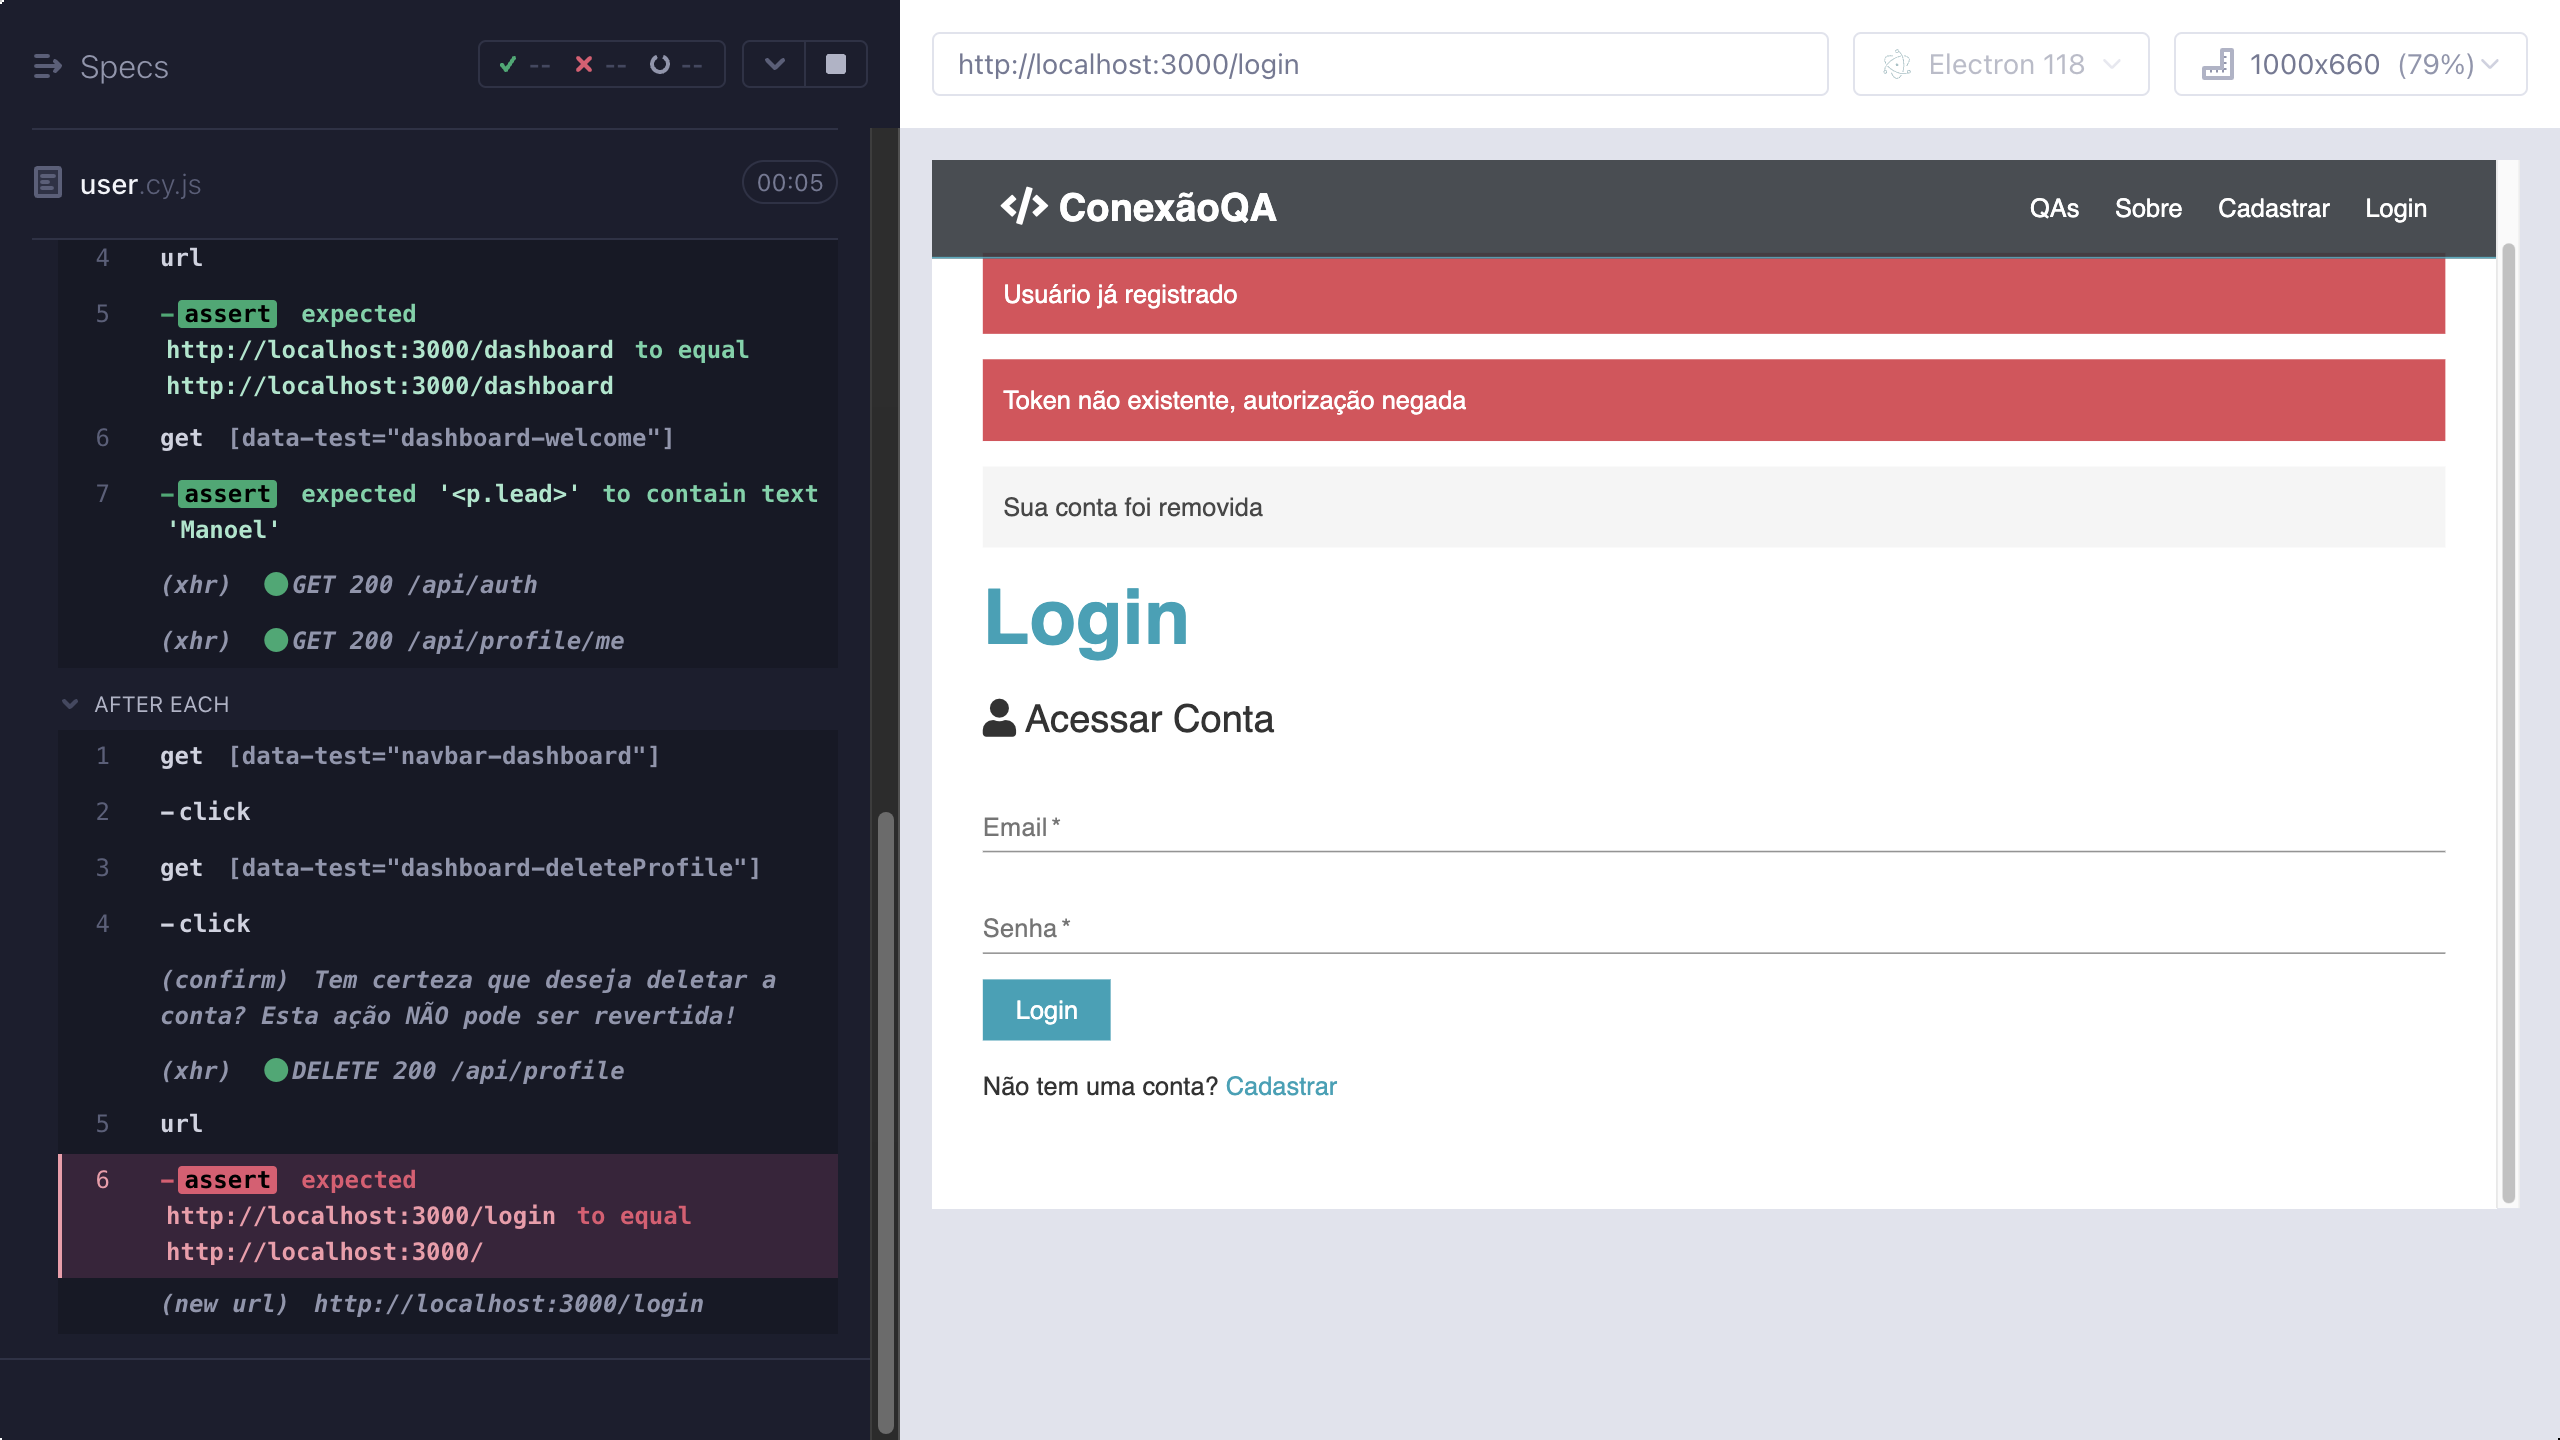 Specs
-- -- --
user.cy.js
00:05
4 url
5 -assert expected
http://localhost:3000/dashboard to equal
http://localhost:3000/dashboard
6 get [data-test="dashboard-welcome"]
7 -assert expected '<p.lead>' to contain text
'Manoel'
(xhr) GET 200 /api/auth
(xhr) GET 200 /api/profile/me
AFTER EACH
1 get [data-test="navbar-dashboard"]
2 -click
3 get [data-test="dashboard-deleteProfile"]
4 -click
(confirm) Tem certeza que deseja deletar a
conta? Esta ação NÃO pode ser revertida!
(xhr) DELETE 200 /api/profile
5 url
6 -assert expected
http://localhost:3000/login to equal
http://localhost:3000/
(new url) http://localhost:3000/login
http://localhost:3000/login
Electron 118
1000x660 (79%)
</> ConexãoQA
QAs Sobre Cadastrar Login
Usuário já registrado
Token não existente, autorização negada
Sua conta foi removida
Login
Acessar Conta
Email *
Senha *
Login
Não tem uma conta? Cadastrar